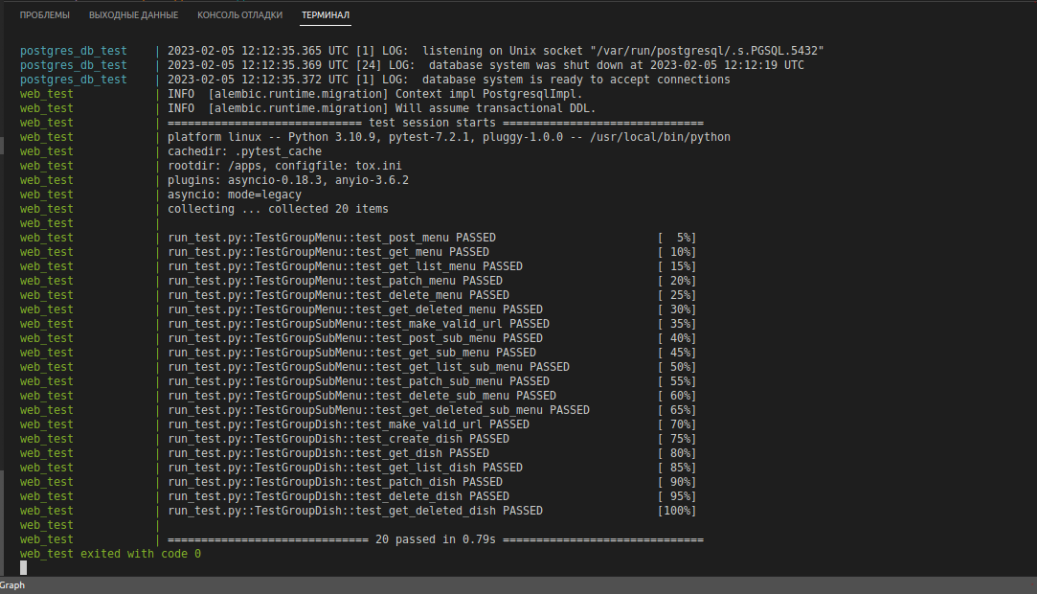 ПРОБЛЕМЫ ВЫХОДНЫЕ ДАННЫЕ КОНСОЛЬ ОТЛАДКИ ТЕРМИНАЛ
postgres_db_test | 2023-02-05 12:12:35.365 UTC [1] LOG:  listening on Unix socket "/var/run/postgresql/.s.PGSQL.5432"
postgres_db_test | 2023-02-05 12:12:35.369 UTC [24] LOG:  database system was shut down at 2023-02-05 12:12:19 UTC
postgres_db_test | 2023-02-05 12:12:35.372 UTC [1] LOG:  database system is ready to accept connections
web_test | INFO  [alembic.runtime.migration] Context impl PostgresqlImpl.
web_test | INFO  [alembic.runtime.migration] Will assume transactional DDL.
web_test | ============================= test session starts ==============================
web_test | platform linux -- Python 3.10.9, pytest-7.2.1, pluggy-1.0.0 -- /usr/local/bin/python
web_test | cachedir: .pytest_cache
web_test | rootdir: /apps, configfile: tox.ini
web_test | plugins: asyncio-0.18.3, anyio-3.6.2
web_test | asyncio: mode=legacy
web_test | collecting ... collected 20 items
web_test |
web_test | run_test.py::TestGroupMenu::test_post_menu PASSED [  5%]
web_test | run_test.py::TestGroupMenu::test_get_menu PASSED [ 10%]
web_test | run_test.py::TestGroupMenu::test_get_list_menu PASSED [ 15%]
web_test | run_test.py::TestGroupMenu::test_patch_menu PASSED [ 20%]
web_test | run_test.py::TestGroupMenu::test_delete_menu PASSED [ 25%]
web_test | run_test.py::TestGroupMenu::test_get_deleted_menu PASSED [ 30%]
web_test | run_test.py::TestGroupSubMenu::test_make_valid_url PASSED [ 35%]
web_test | run_test.py::TestGroupSubMenu::test_post_sub_menu PASSED [ 40%]
web_test | run_test.py::TestGroupSubMenu::test_get_sub_menu PASSED [ 45%]
web_test | run_test.py::TestGroupSubMenu::test_get_list_sub_menu PASSED [ 50%]
web_test | run_test.py::TestGroupSubMenu::test_patch_sub_menu PASSED [ 55%]
web_test | run_test.py::TestGroupSubMenu::test_delete_sub_menu PASSED [ 60%]
web_test | run_test.py::TestGroupSubMenu::test_get_deleted_sub_menu PASSED [ 65%]
web_test | run_test.py::TestGroupDish::test_make_valid_url PASSED [ 70%]
web_test | run_test.py::TestGroupDish::test_create_dish PASSED [ 75%]
web_test | run_test.py::TestGroupDish::test_get_dish PASSED [ 80%]
web_test | run_test.py::TestGroupDish::test_get_list_dish PASSED [ 85%]
web_test | run_test.py::TestGroupDish::test_patch_dish PASSED [ 90%]
web_test | run_test.py::TestGroupDish::test_delete_dish PASSED [ 95%]
web_test | run_test.py::TestGroupDish::test_get_deleted_dish PASSED [100%]
web_test |
web_test | ============================== 20 passed in 0.79s ==============================
web_test exited with code 0
Graph